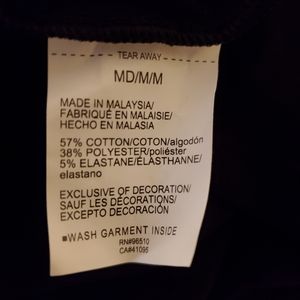 TEAR AWAY
MD/M/M
MADE IN MALAYSIA/
FABRIQUÉ EN MALAISIE/
HECHO EN MALASIA
57% COTTON/COTON/algodón
38% POLYESTER/poliéster
5% ELASTANE/ÉLASTHANNE/
elastano
EXCLUSIVE OF DECORATION/
SAUF LES DÉCORATIONS/
EXCEPTO DECORACIÓN
■WASH GARMENT INSIDE
RN#96510
CA#41095